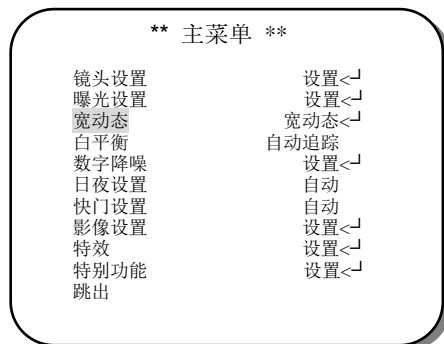 ** 主菜单 **
镜头设置 设置<┘
曝光设置 设置<┘
宽动态 宽动态<┘
白平衡 自动追踪
数字降噪 设置<┘
日夜设置 自动
快门设置 自动
影像设置 设置<┘
特效 设置<┘
特别功能 设置<┘
跳出